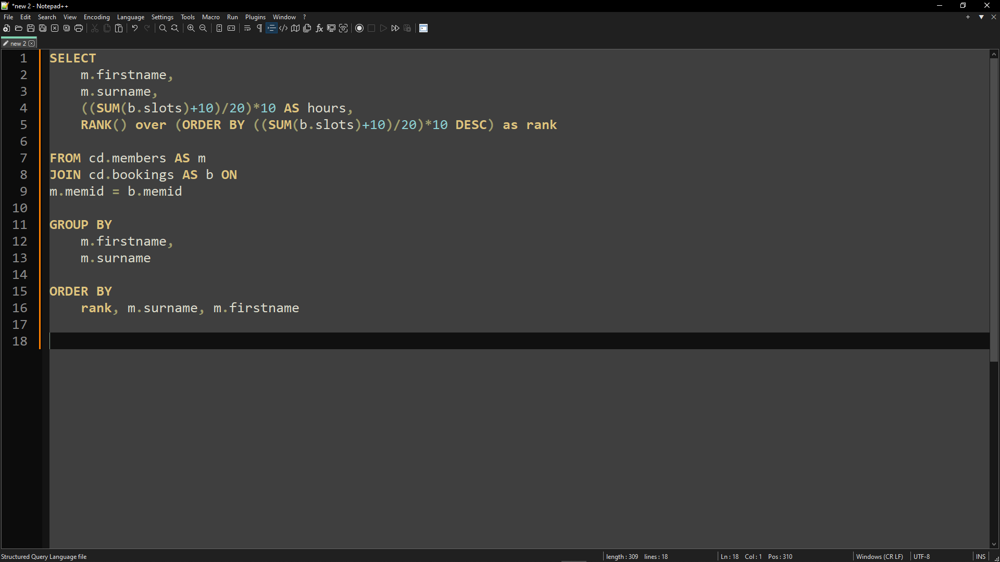 *new 2 - Notepad++
File Edit Search View Encoding Language Settings Tools Macro Run Plugins Window ?
new 2
1 SELECT
2     m.firstname,
3     m.surname,
4     ((SUM(b.slots)+10)/20)*10 AS hours,
5     RANK() over (ORDER BY ((SUM(b.slots)+10)/20)*10 DESC) as rank
6
7 FROM cd.members AS m
8 JOIN cd.bookings AS b ON
9 m.memid = b.memid
10
11 GROUP BY
12     m.firstname,
13     m.surname
14
15 ORDER BY
16     rank, m.surname, m.firstname
17
18
Structured Query Language file length : 309 lines : 18 Ln : 18 Col : 1 Pos : 310 Windows (CR LF) UTF-8 INS